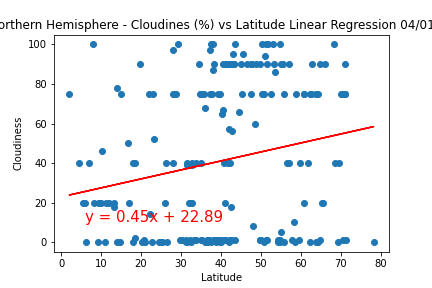 orthern Hemisphere - Cloudines (%) vs Latitude Linear Regression 04/01
100
80
60
40
20
0
Cloudiness
y = 0.45x + 22.89
0 10 20 30 40 50 60 70 80
Latitude